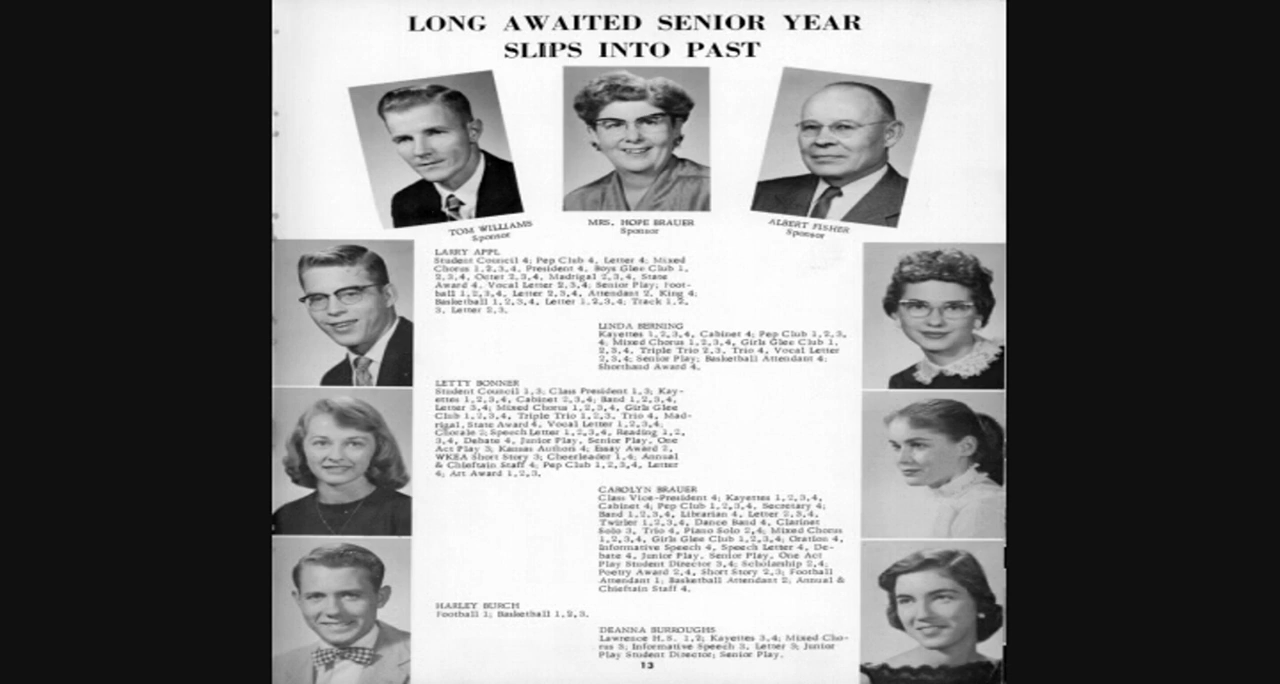 LONG AWAITED SENIOR YEAR
SLIPS INTO PAST
TOM WILLIAMS
Sponsor
MRS. HOPE BRAUER
Sponsor
ALBERT FISHER
Sponsor
LARRY APPL
Student Council 4; Pep Club 4, Letter 4; Mixed
Chorus 1,2,3,4, President 4, Boys Glee Club 1,
2,3,4, Octet 2,3,4, Madrigal 2,3,4, State
Award 4, Vocal Letter 2,3,4; Senior Play; Foot-
ball 1,2,3,4, Letter 2,3,4, Attendant 2, King 4;
Basketball 1,2,3,4, Letter 1,2,3,4; Track 1,2,
3, Letter 2,3.
LINDA BERNING
Kayettes 1,2,3,4, Cabinet 4; Pep Club 1,2,3,
4; Mixed Chorus 1,2,3,4, Girls Glee Club 1,
2,3,4, Triple Trio 2,3, Trio 4, Vocal Letter
2,3,4; Senior Play; Basketball Attendant 4;
Shorthand Award 4.
LETTY BONNER
Student Council 1,3; Class President 1,3; Kay-
ettes 1,2,3,4, Cabinet 2,3,4; Band 1,2,3,4,
Letter 3,4; Mixed Chorus 1,2,3,4, Girls Glee
Club 1,2,3,4, Triple Trio 1,2,3, Trio 4, Mad-
rigal, State Award 4, Vocal Letter 1,2,3,4;
Chorale 2; Speech Letter 1,2,3,4, Reading 1,2,
3,4, Debate 4, Junior Play, Senior Play, One
Act Play 3; Kansas Authors 4; Essay Award 2,
WKEA Short Story 3; Cheerleader 1,4; Annual
& Chieftain Staff 4; Pep Club 1,2,3,4, Letter
4; Art Award 1,2,3.
CAROLYN BRAUER
Class Vice-President 4; Kayettes 1,2,3,4,
Cabinet 4; Pep Club 1,2,3,4, Secretary 4;
Band 1,2,3,4, Librarian 4, Letter 2,3,4,
Twirler 1,2,3,4, Dance Band 4, Clarinet
Solo 3, Trio 4, Piano Solo 2,4; Mixed Chorus
1,2,3,4, Girls Glee Club 1,2,3,4; Oration 4,
Informative Speech 4, Speech Letter 4, De-
bate 4, Junior Play, Senior Play, One Act
Play Student Director 3,4; Scholarship 2,4;
Poetry Award 2,4, Short Story 2,3; Football
Attendant 1; Basketball Attendant 2; Annual &
Chieftain Staff 4.
HARLEY BURCH
Football 1; Basketball 1,2,3.
DEANNA BURROUGHS
Lawrence H.S. 1,2; Kayettes 3,4; Mixed Cho-
rus 3; Informative Speech 3, Letter 3; Junior
Play Student Director; Senior Play.
13